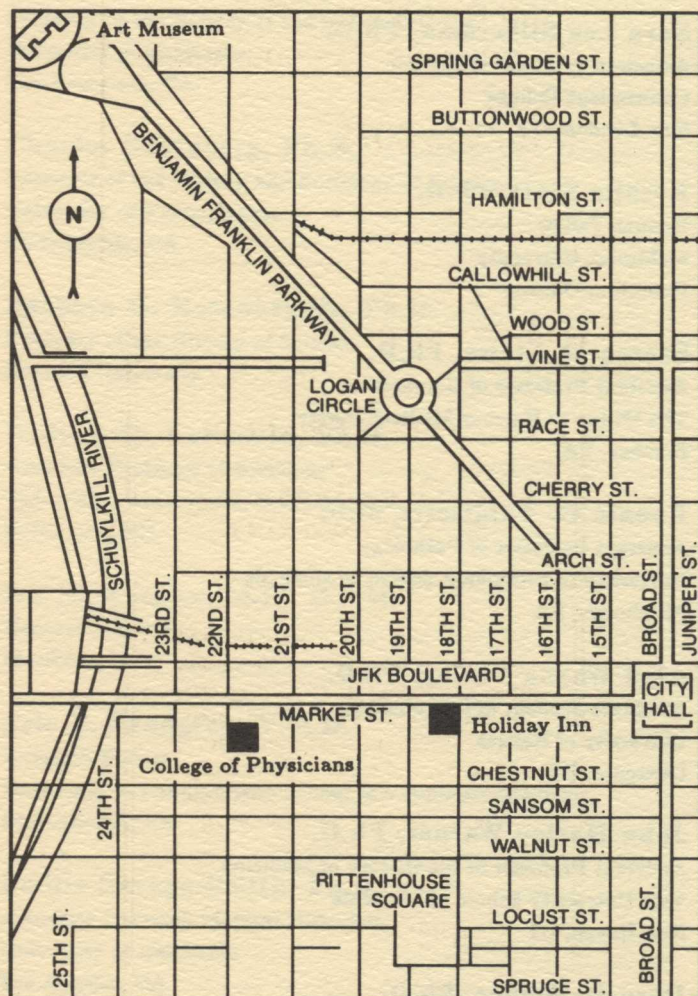 Art Museum
SPRING GARDEN ST.
BUTTONWOOD ST.
BENJAMIN FRANKLIN PARKWAY
N
HAMILTON ST.
CALLOWHILL ST.
WOOD ST.
VINE ST.
LOGAN
CIRCLE
RACE ST.
SCHUYLKILL RIVER
CHERRY ST.
ARCH ST.
23RD ST.
22ND ST.
21ST ST.
20TH ST.
19TH ST.
18TH ST.
17TH ST.
16TH ST.
15TH ST.
BROAD ST.
JUNIPER ST.
JFK BOULEVARD
CITY
HALL
MARKET ST.
Holiday Inn
College of Physicians
CHESTNUT ST.
24TH ST.
SANSOM ST.
WALNUT ST.
RITTENHOUSE
SQUARE
LOCUST ST.
25TH ST.
BROAD ST.
SPRUCE ST.